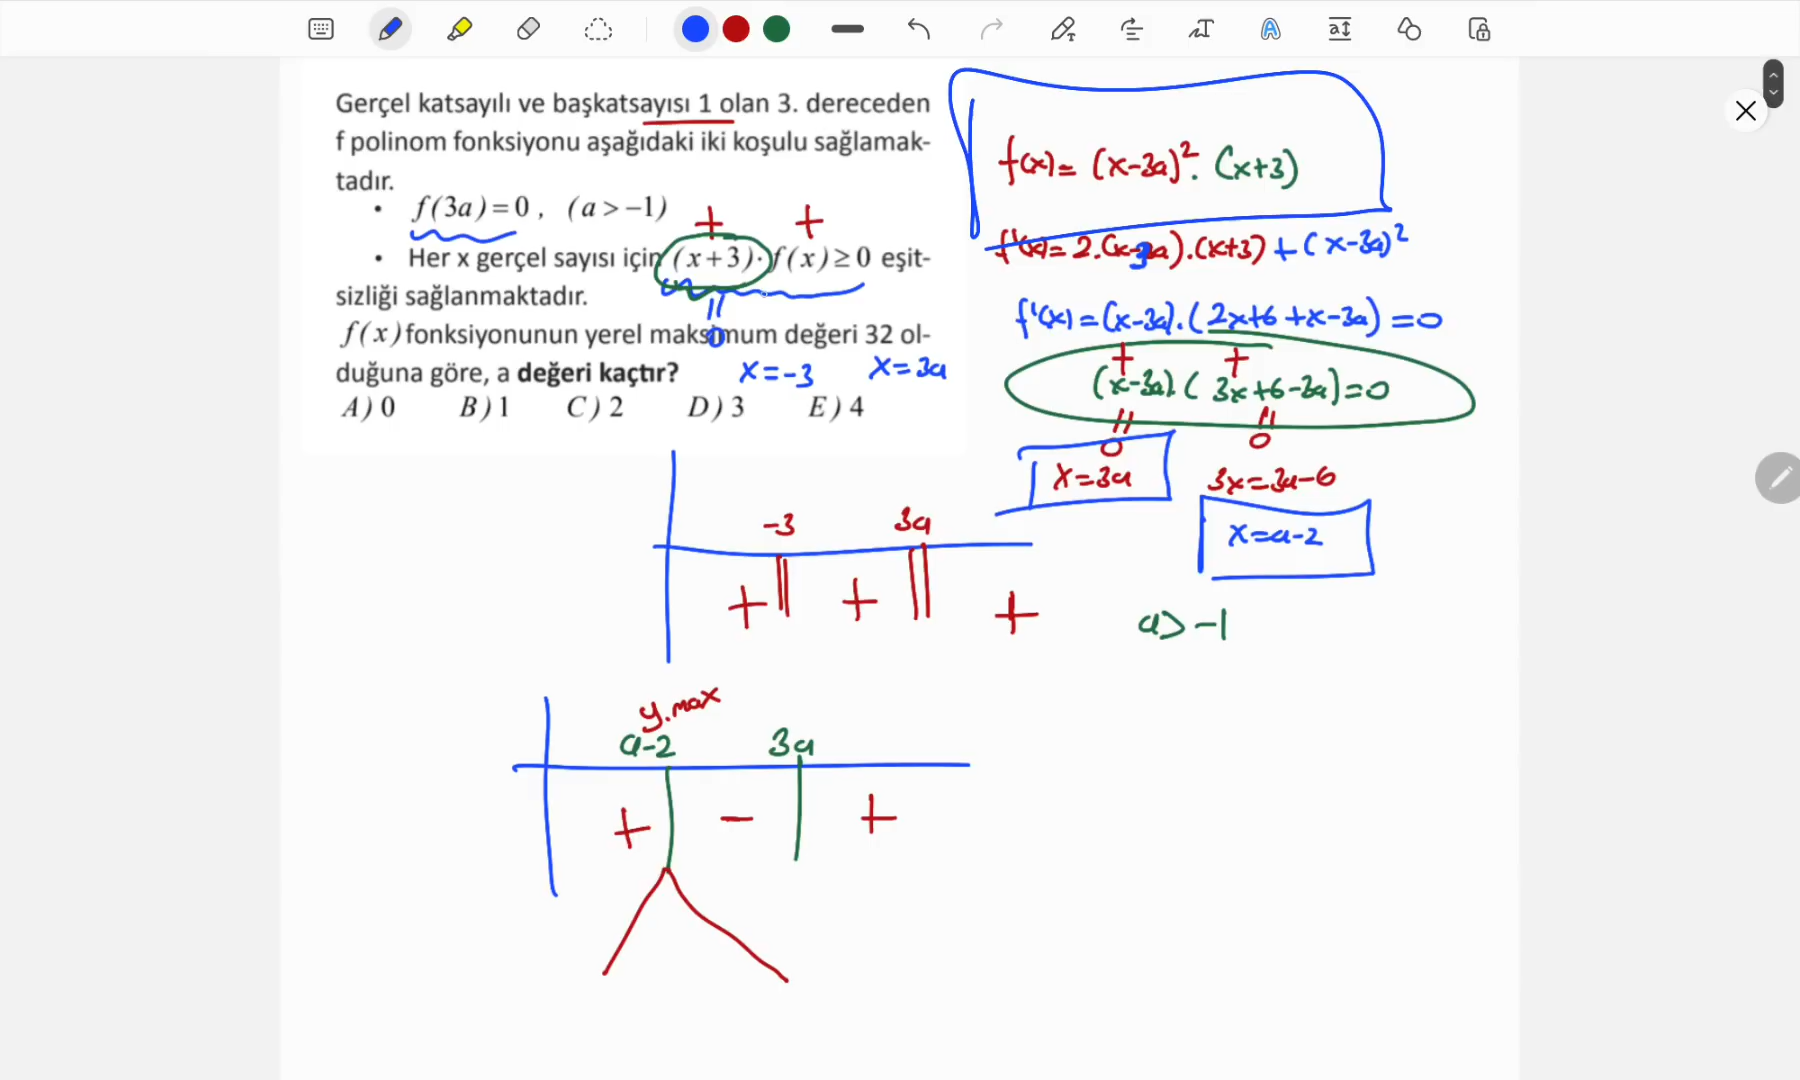 Gerçel katsayılı ve başkatsayısı 1 olan 3. dereceden
f polinom fonksiyonu aşağıdaki iki koşulu sağlamak-
tadır.
• f(3a)=0 , (a>-1)
+ +
• Her x gerçel sayısı için (x+3)·f(x)≥0 eşit-
sizliği sağlanmaktadır.
0
f(x) fonksiyonunun yerel maksimum değeri 32 ol-
duğuna göre, a değeri kaçtır?
x=-3 x=3a
A) 0 B) 1 C) 2 D) 3 E) 4
f(x)= (x-3a)². (x+3)
f'(x)= 2.(x-3a).(x+3) +(x-3a)²
f'(x)=(x-3a).(2x+6+x-3a)=0
+ +
(x-3a).(3x+6-3a)=0
0 0
x=3a 3x=3a-6
x=a-2
a>-1
-3 3a
+ + +
y.max
a-2 3a
+ - +